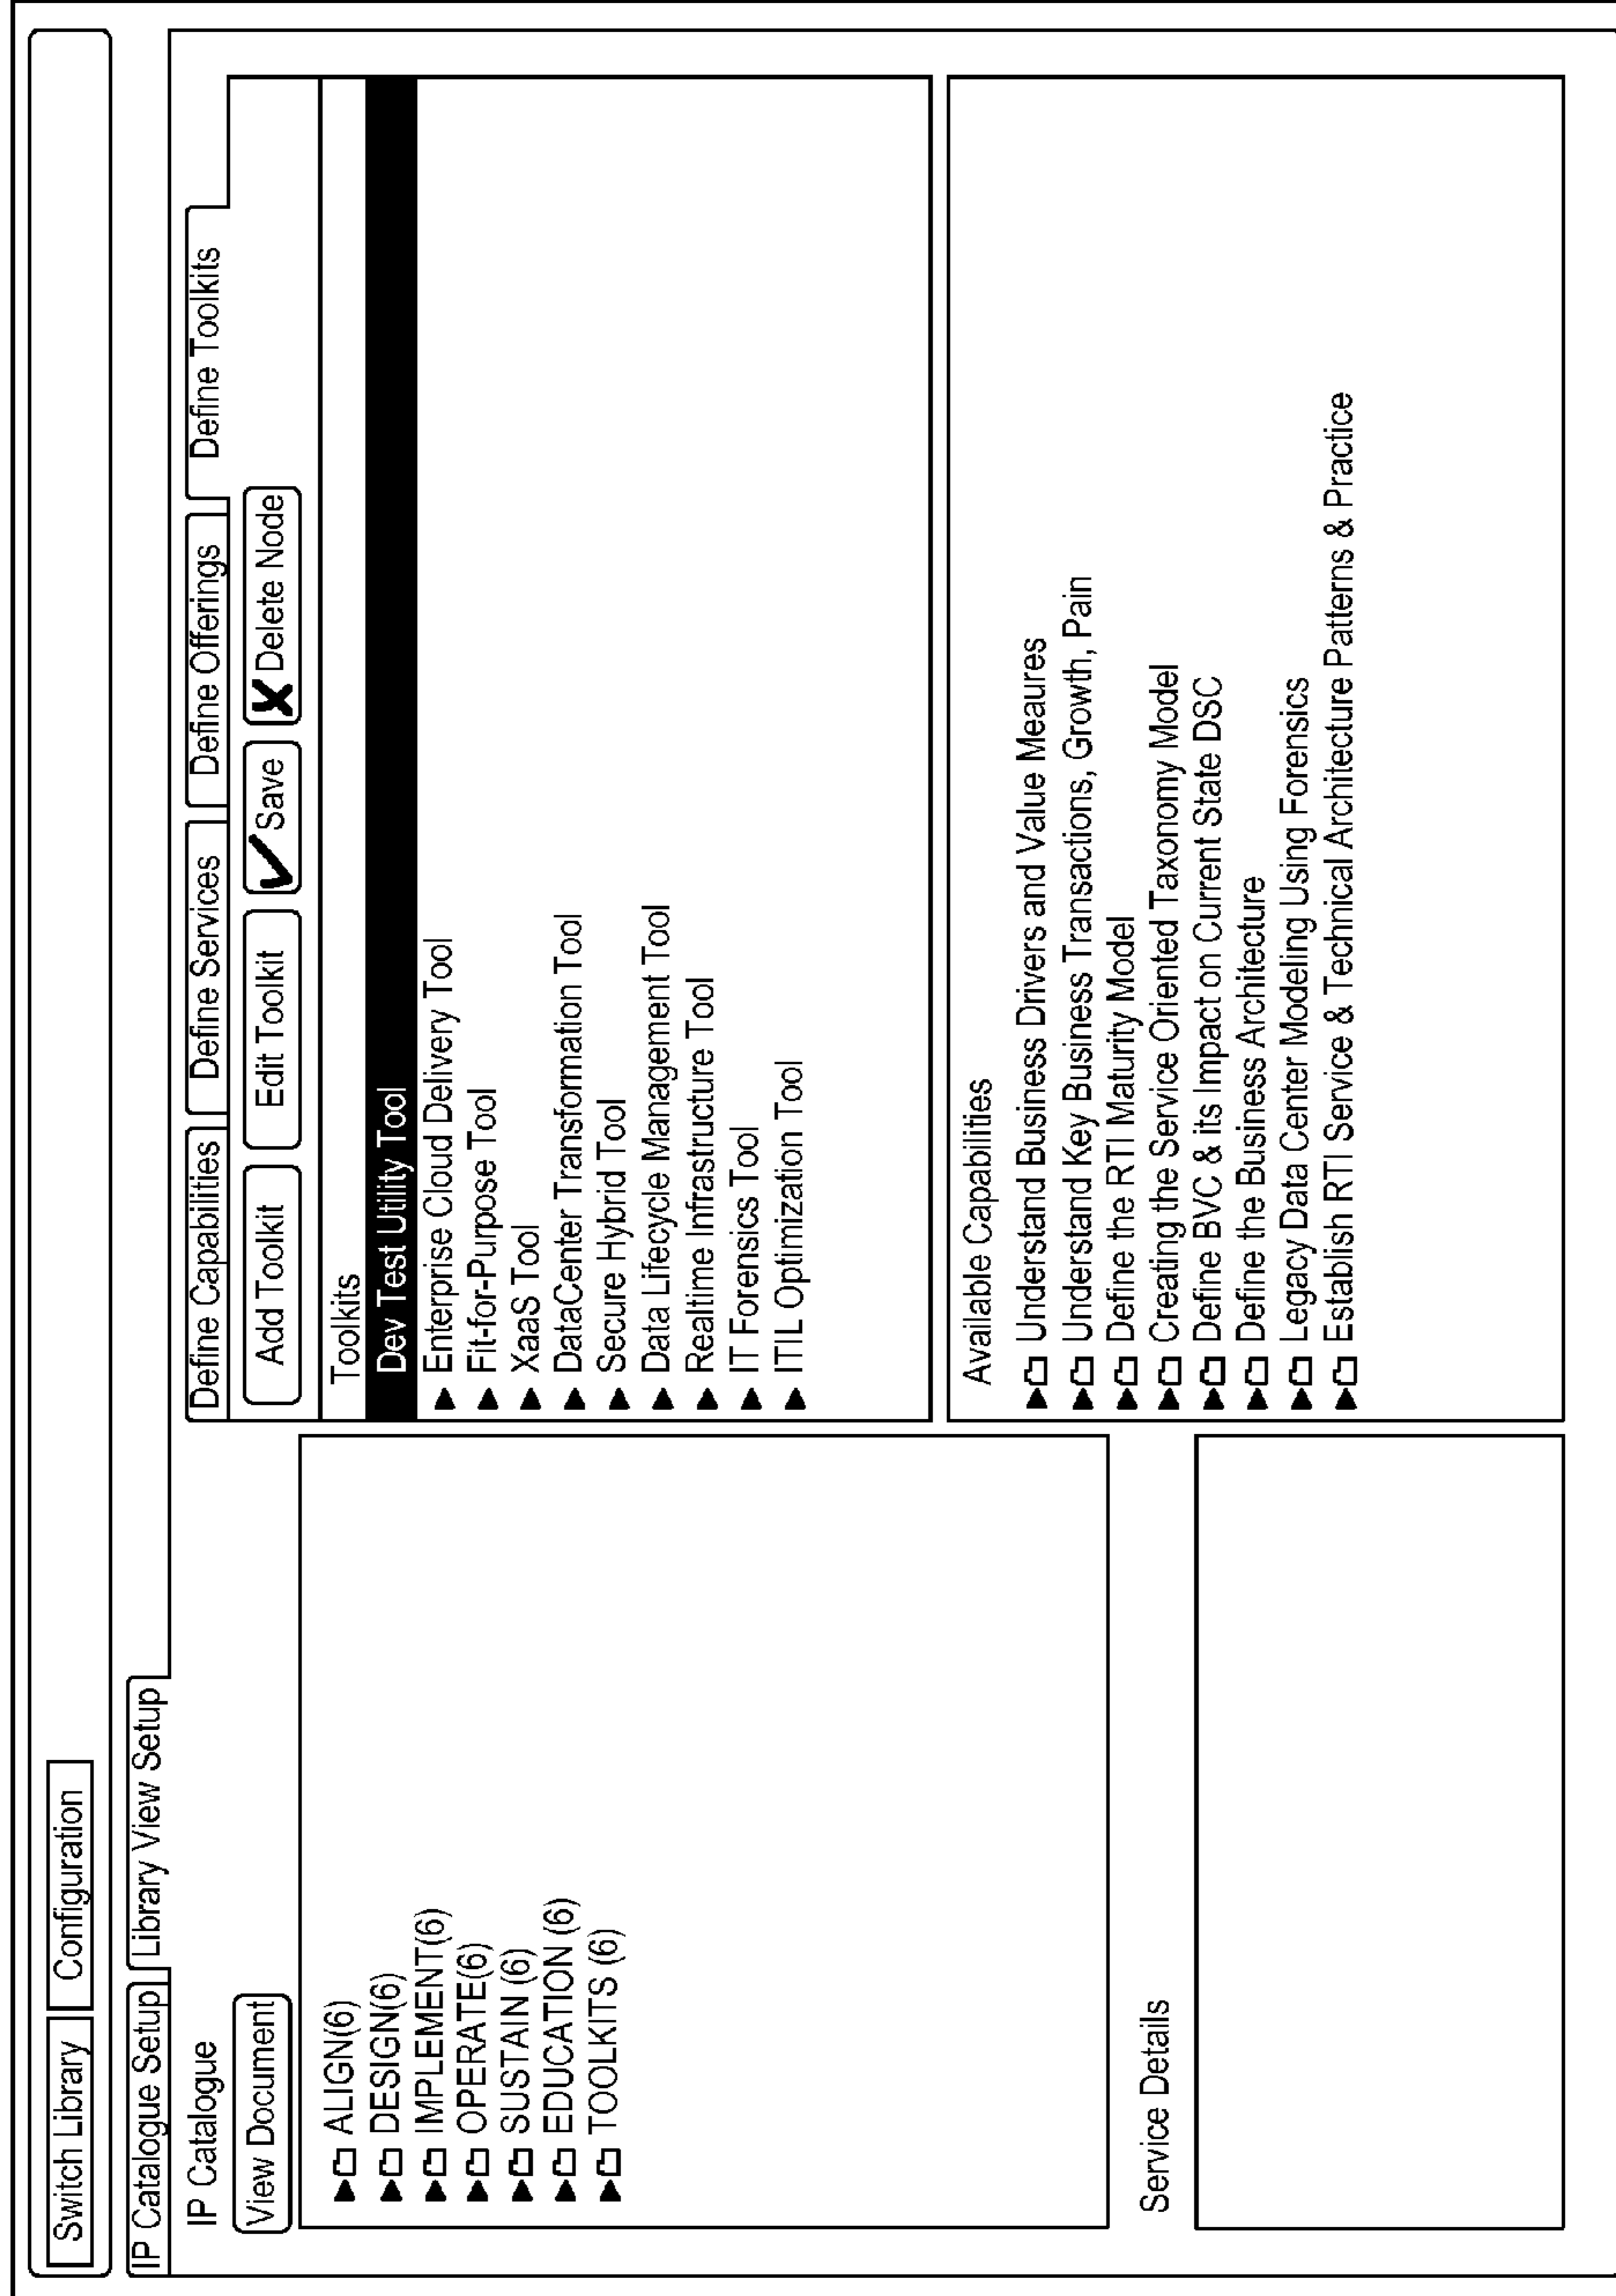 Switch Library Configuration
IP Catalogue Setup Library View Setup
IP Catalogue
View Document
ALIGN(6)
DESIGN(6)
IMPLEMENT(6)
OPERATE(6)
SUSTAIN (6)
EDUCATION (6)
TOOLKITS (6)
Service Details
Define Capabilities Define Services Define Offerings Define Toolkits
Add Toolkit Edit Toolkit Save Delete Node
Toolkits
Dev Test Utility Tool
Enterprise Cloud Delivery Tool
Fit-for-Purpose Tool
XaaS Tool
DataCenter Transformation Tool
Secure Hybrid Tool
Data Lifecycle Management Tool
Realtime Infrastructure Tool
IT Forensics Tool
ITIL Optimization Tool
Available Capabilities
Understand Business Drivers and Value Meaures
Understand Key Business Transactions, Growth, Pain
Define the RTI Maturity Model
Creating the Service Oriented Taxonomy Model
Define BVC & its Impact on Current State DSC
Define the Business Architecture
Legacy Data Center Modeling Using Forensics
Establish RTI Service & Technical Architecture Patterns & Practice